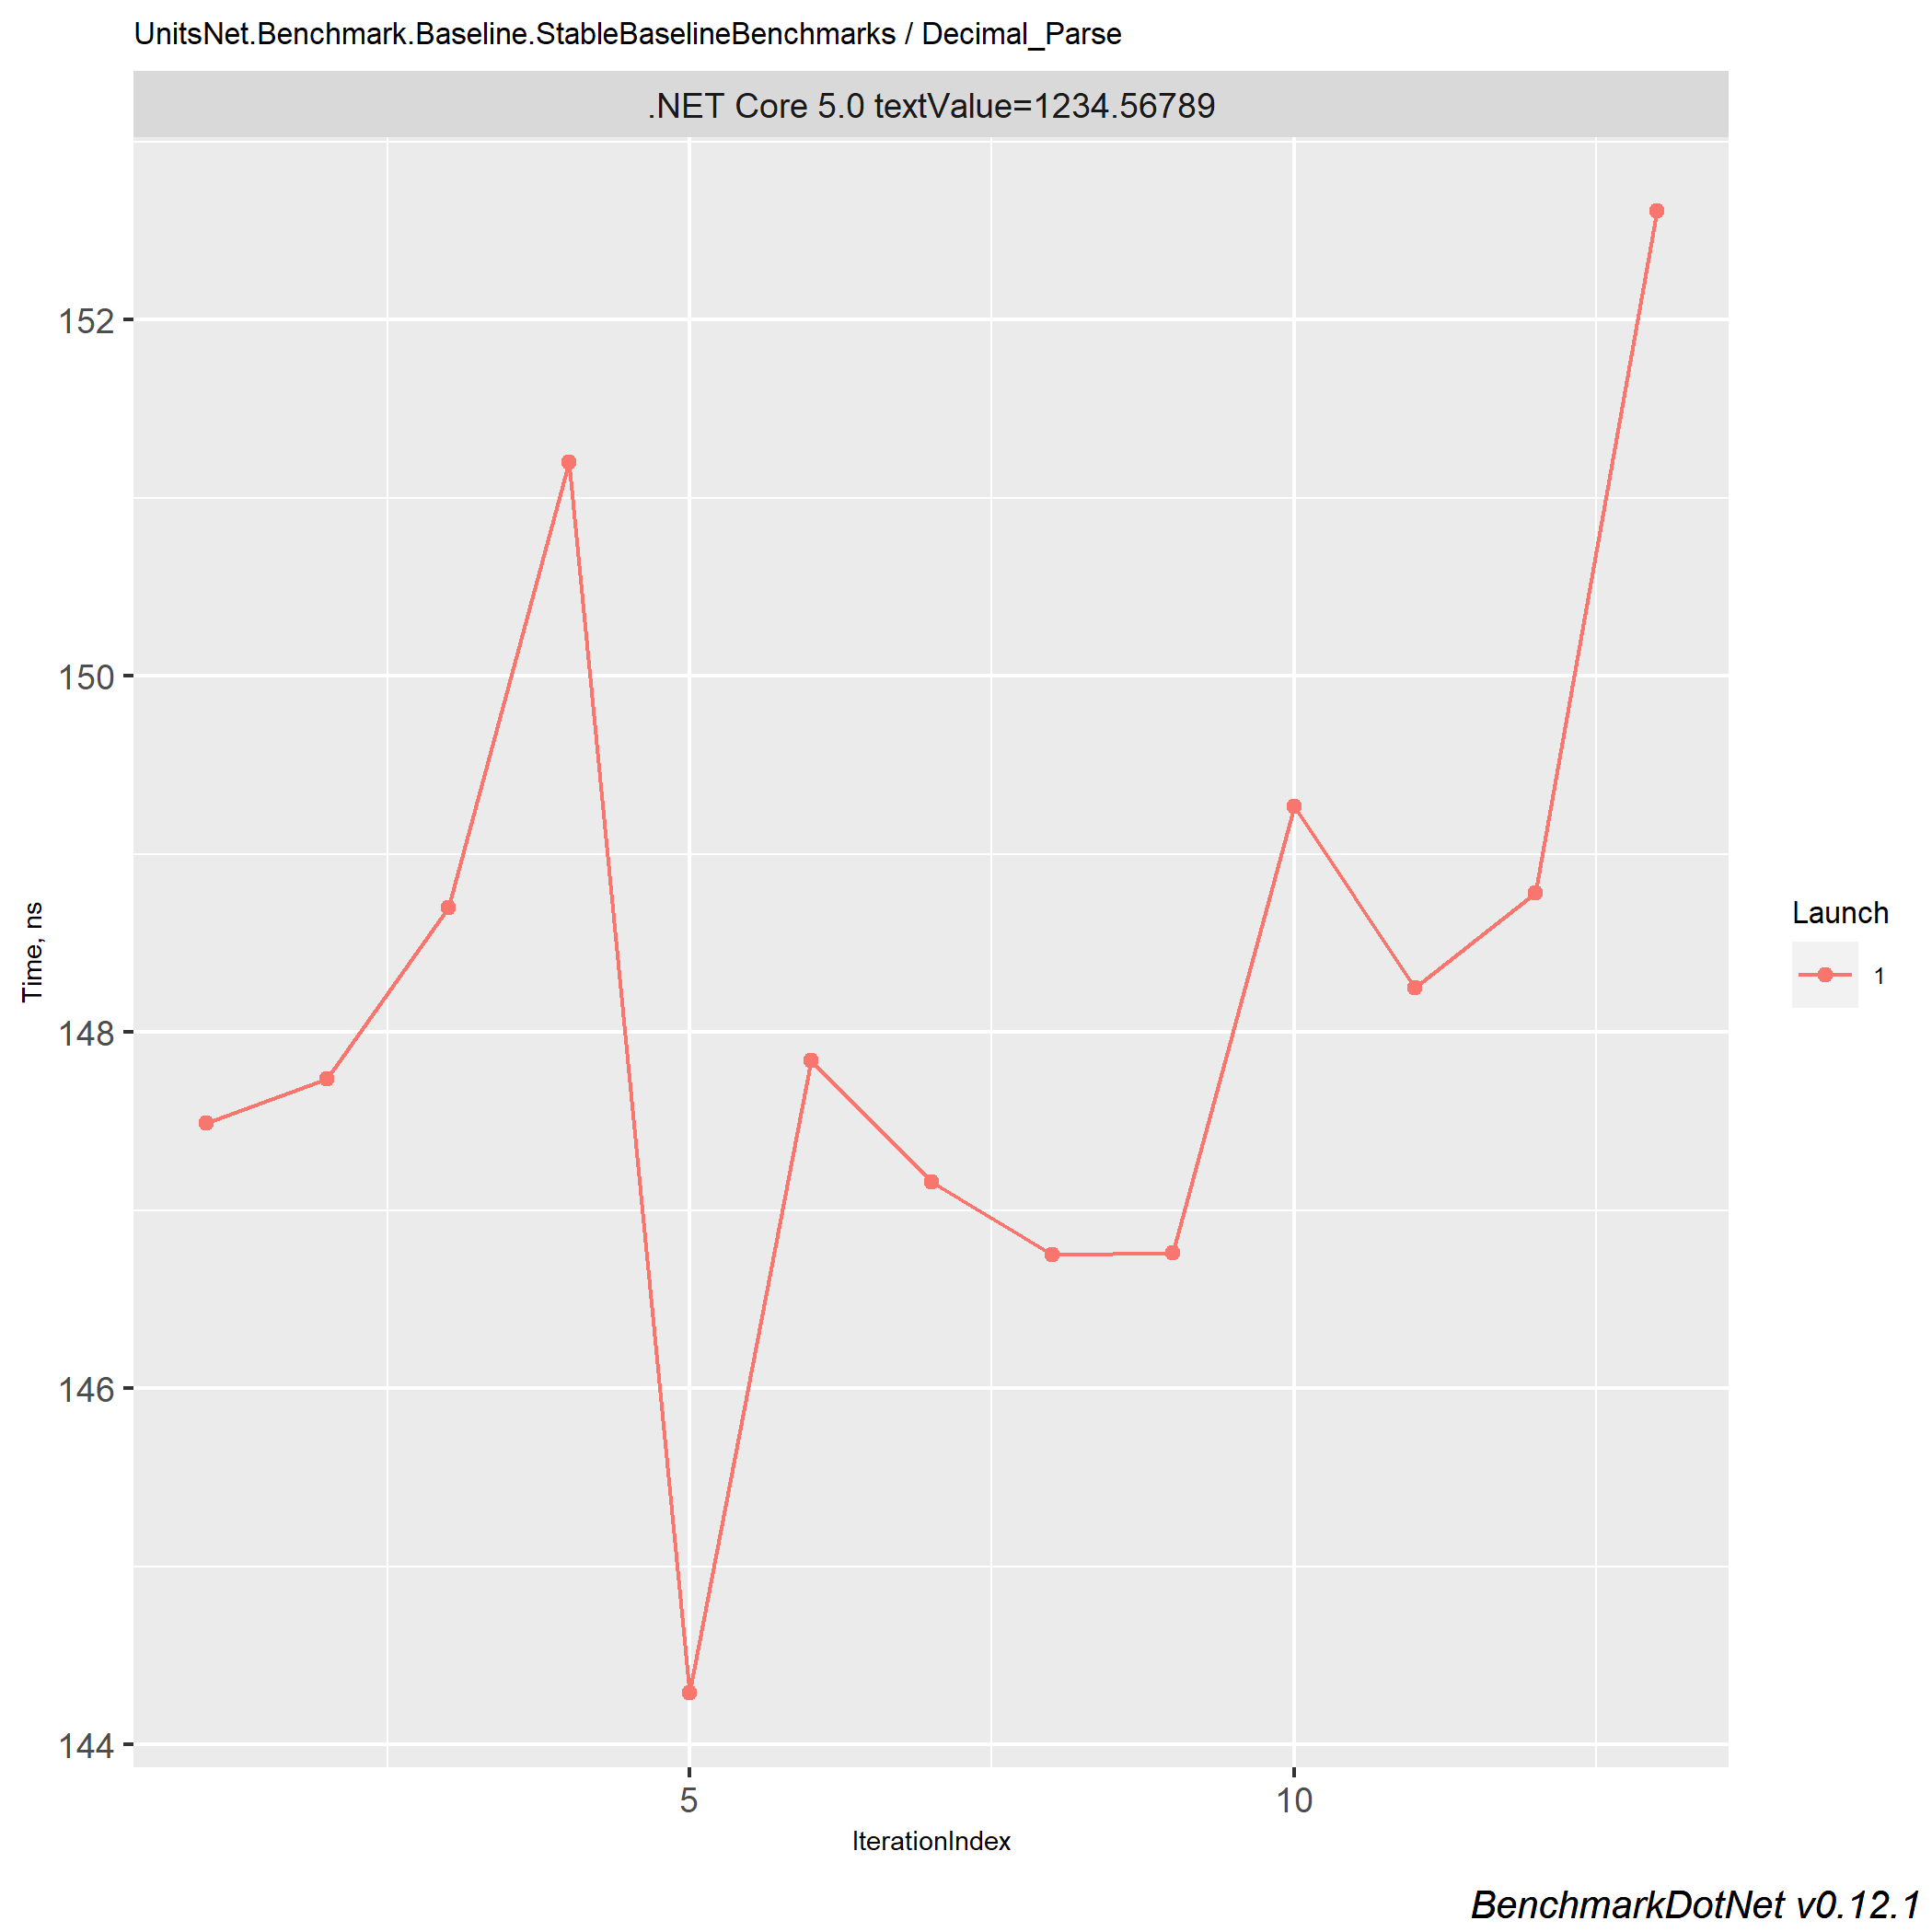 UnitsNet.Benchmark.Baseline.StableBaselineBenchmarks / Decimal_Parse
.NET Core 5.0 textValue=1234.56789
152
150
148
146
144
Time, ns
5
10
IterationIndex
Launch
1
BenchmarkDotNet v0.12.1